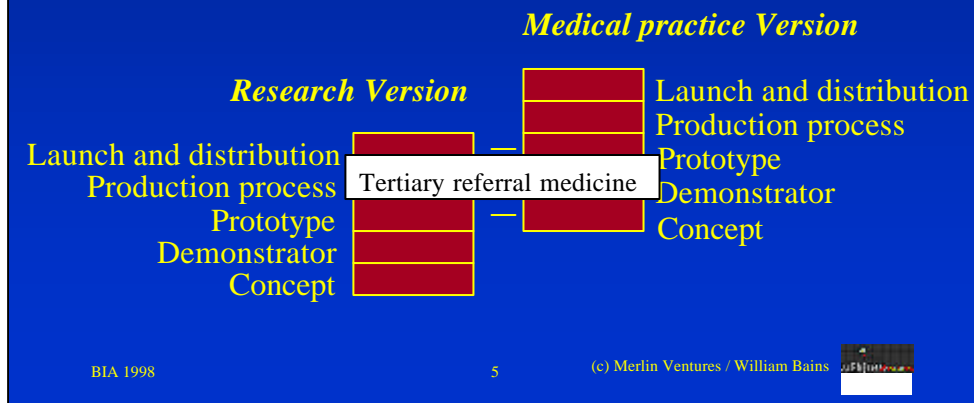 Medical practice Version
Research Version
Launch and distribution
Production process
Prototype
Demonstrator
Concept
Launch and distribution
Production process
Prototype
Demonstrator
Concept
Tertiary referral medicine
BIA 1998
5
(c) Merlin Ventures / William Bains